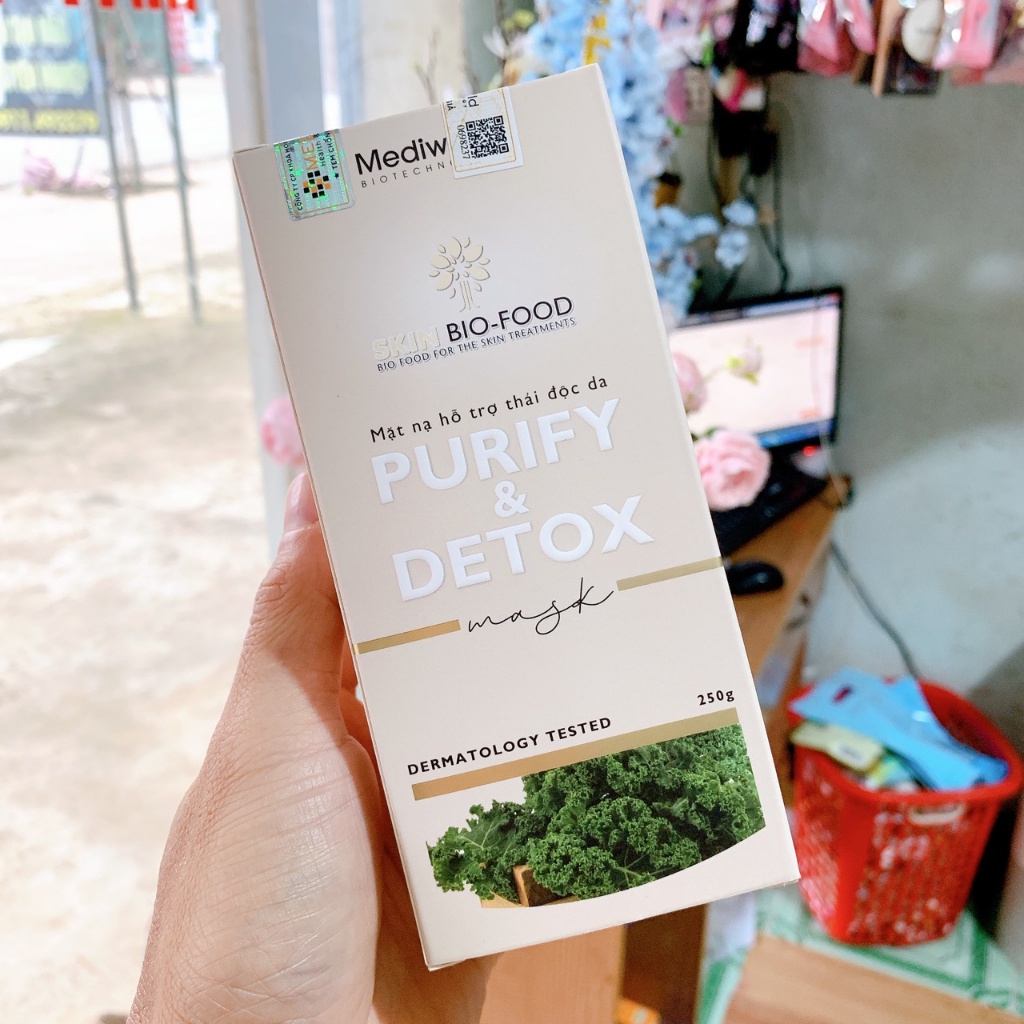 Mediw
BIOTECHN
SKIN BIO-FOOD
BIO FOOD FOR THE SKIN TREATMENTS
Mặt nạ hỗ trợ thải độc da
PURIFY
&
DETOX
mask
250g
DERMATOLOGY TESTED